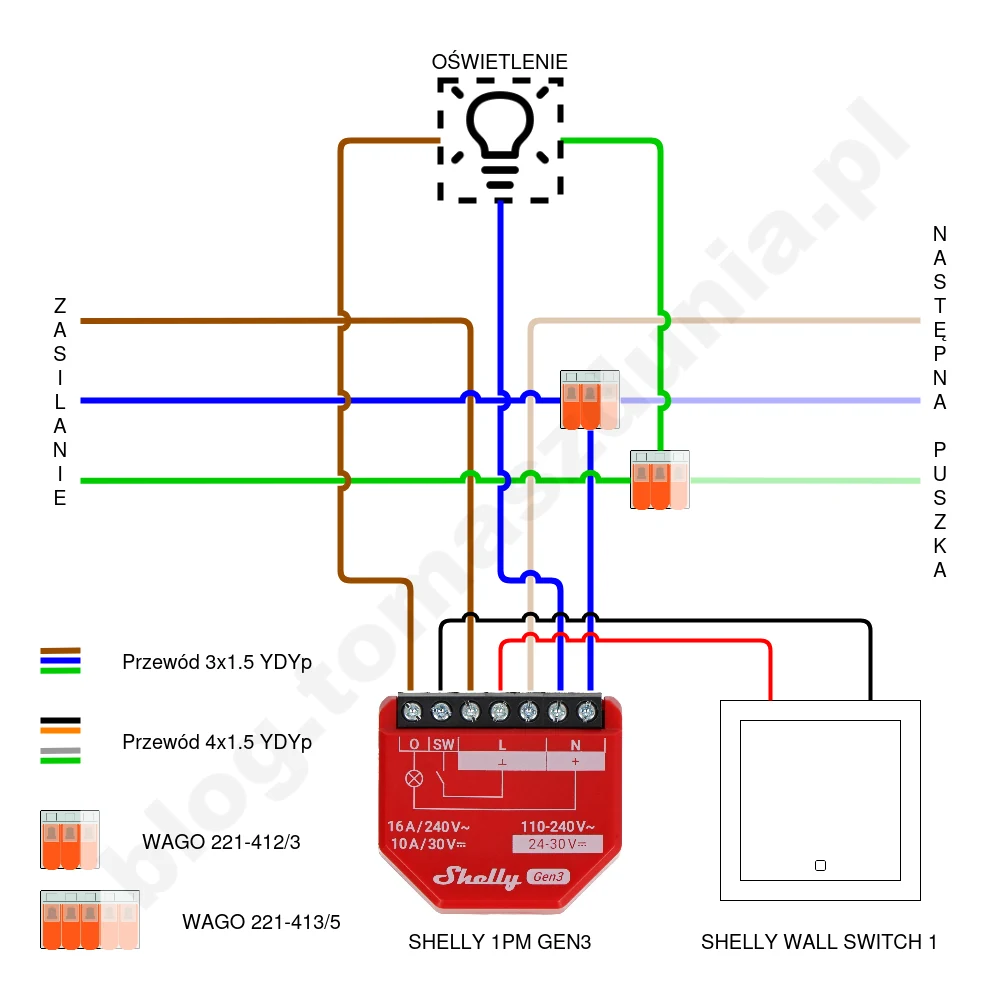 OŚWIETLENIE
ZASILANIE
NASTĘPNA PUSZKA
blog.tomaszdunia.pl
Przewód 3x1.5 YDYp
Przewód 4x1.5 YDYp
WAGO 221-412/3
WAGO 221-413/5
O SW L N
⊥ +
16A/240V~ 110-240V~
10A/30V⎓ 24-30V⎓
Shelly Gen3
SHELLY 1PM GEN3
SHELLY WALL SWITCH 1